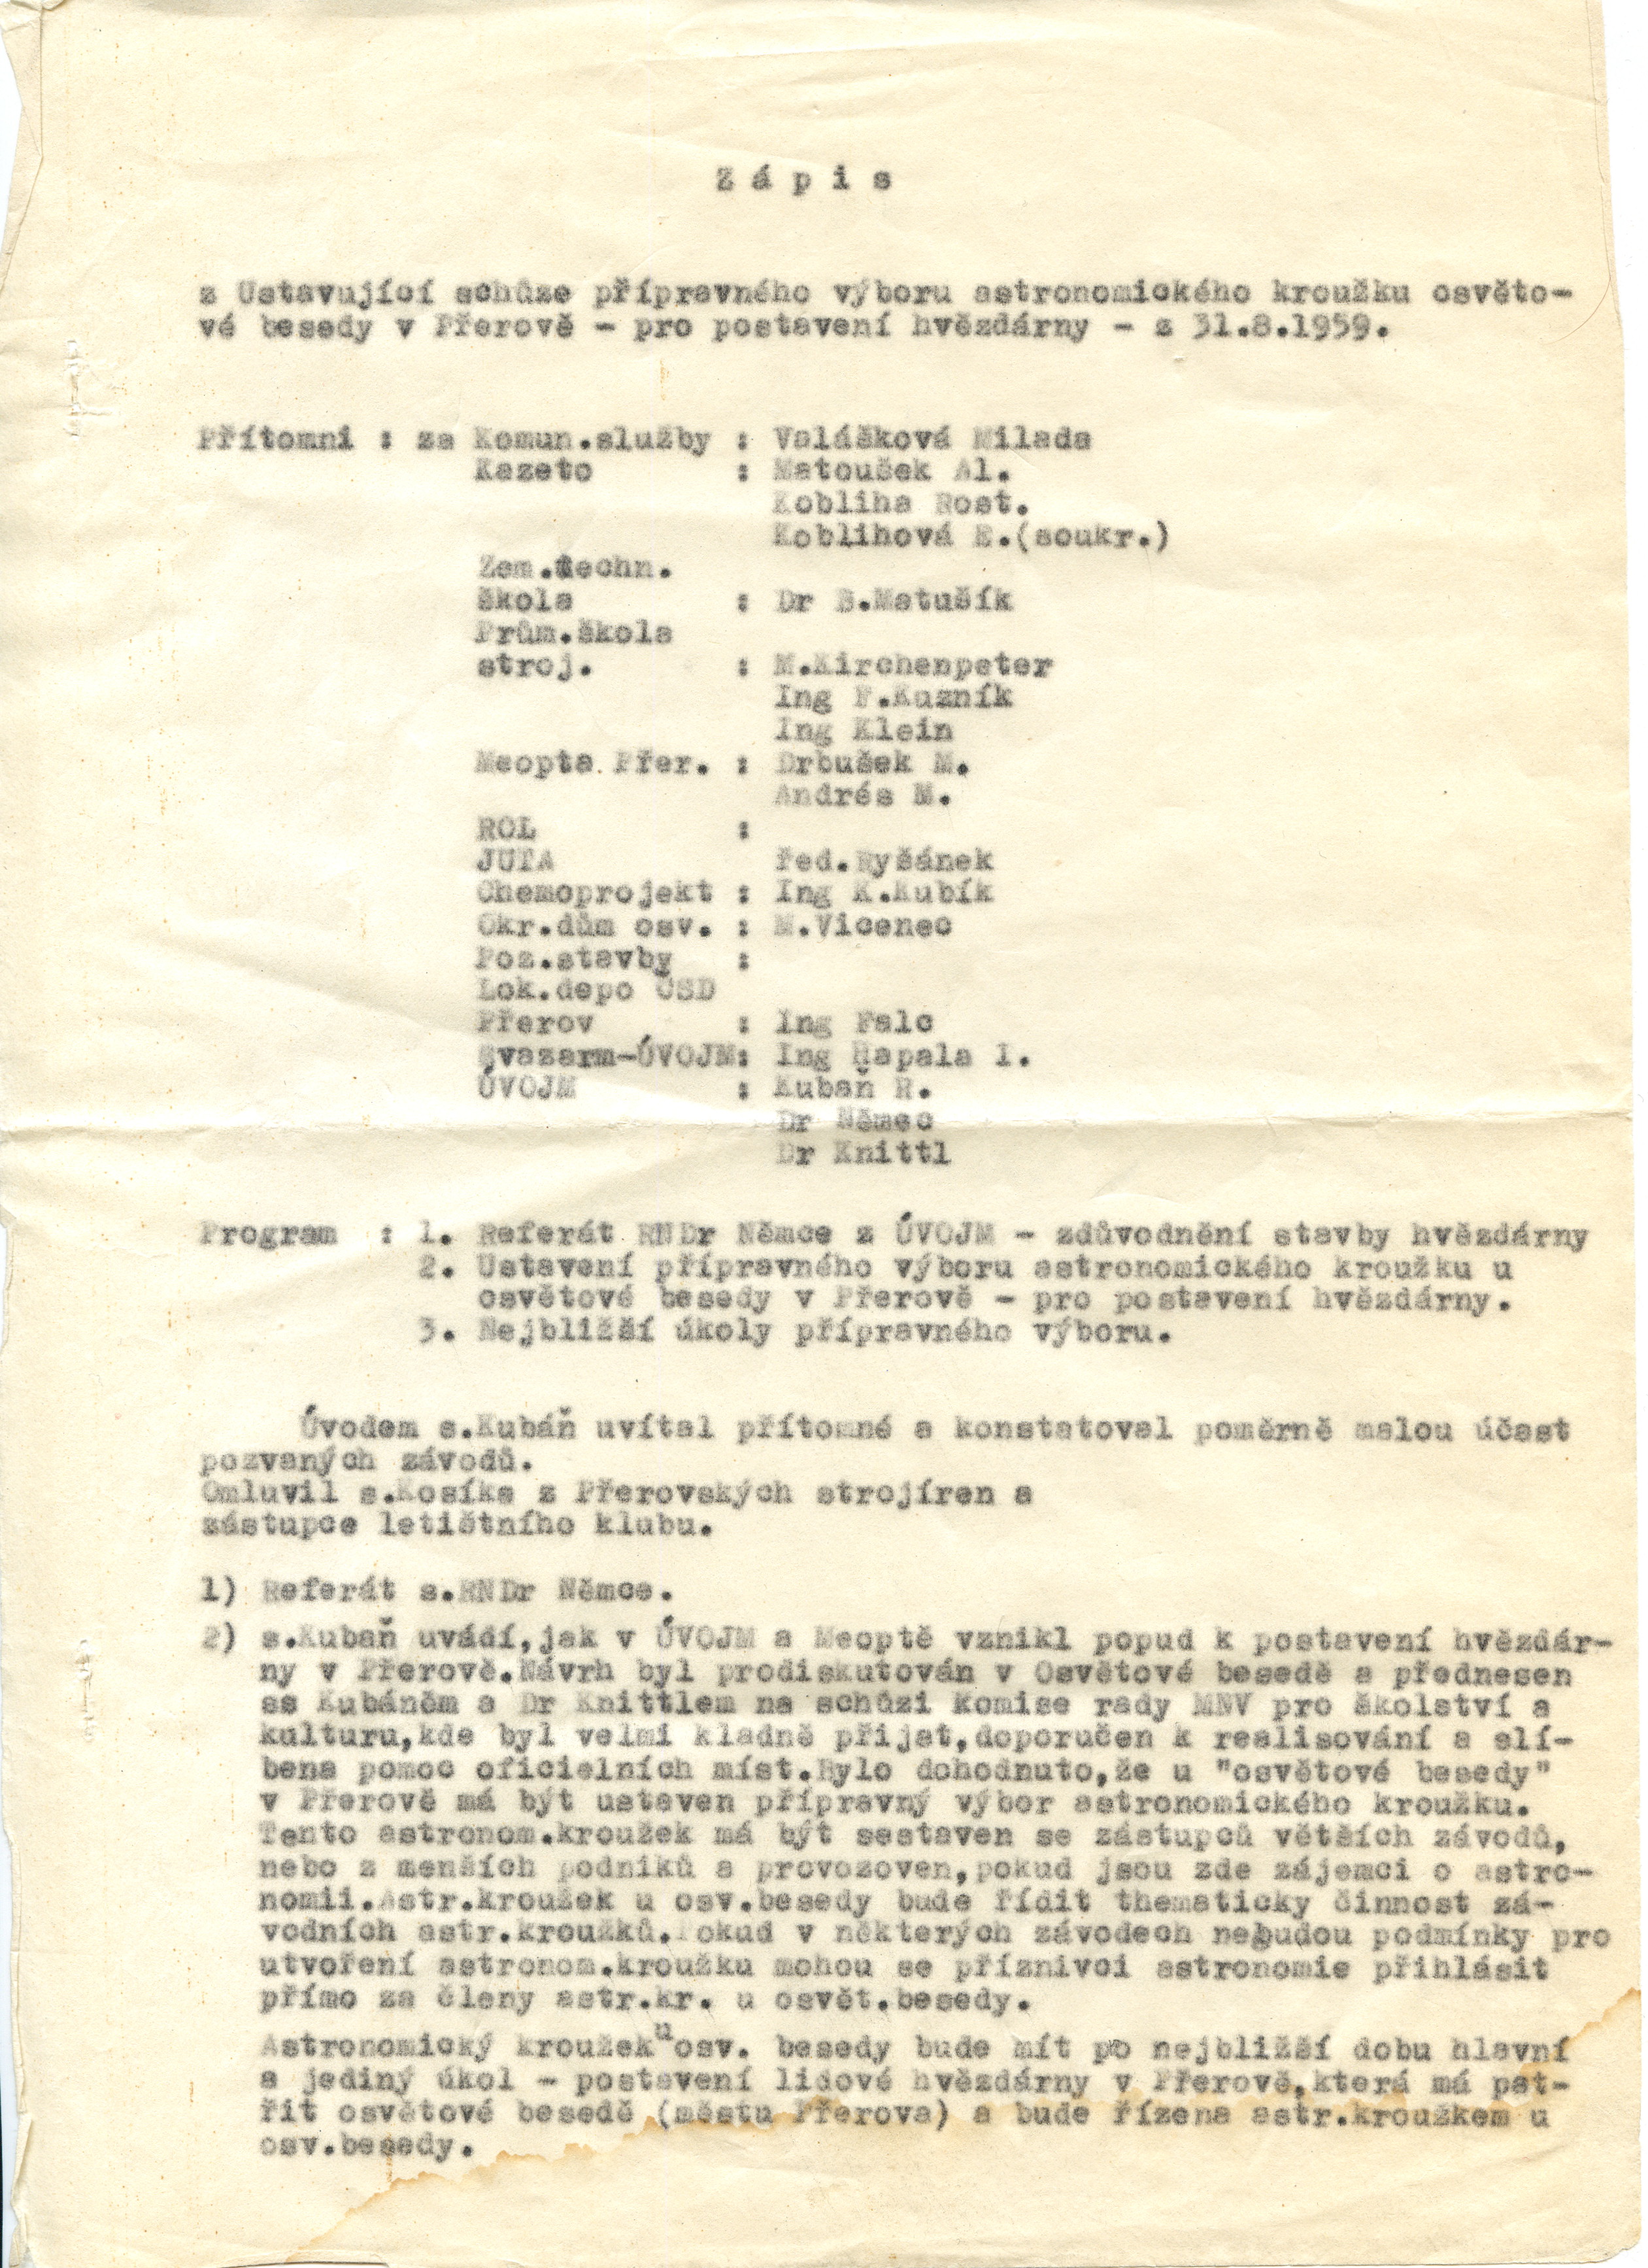 Z á p i s
z Ustavující schůze přípravného výboru astronomického kroužku osvěto-
vé besedy v Přerově - pro postavení hvězdárny - z 31.8.1959.
Přítomni : za Komun.služby : Valášková Milada
Kazeto : Matoušek Al.
Kobliha Rost.
Koblihová E.(soukr.)
Zem.techn.
škola : Dr B.Matušík
Prům.škola
stroj. : M.Kirchenpeter
Ing F.Kuzník
Ing Klein
Meopta Přer. : Drbušek M.
Andrés M.
ROL :
JUTA řed.Ryšánek
Chemoprojekt : Ing K.Kubík
Okr.dům osv. : M.Vicenec
Poz.stavby :
Lok.depo ČSD
Přerov : Ing Falc
Svazarm-ÚVOJM: Ing Hapala I.
ÚVOJM : Kubaň R.
Dr Němec
Dr Knittl
Program : 1. Referát RNDr Němce z ÚVOJM - zdůvodnění stavby hvězdárny
2. Ustavení přípravného výboru astronomického kroužku u
osvětové besedy v Přerově - pro postavení hvězdárny.
3. Nejbližší úkoly přípravného výboru.
Úvodem s.Kubáň uvítal přítomné a konstatoval poměrně malou účast
pozvaných závodů.
Omluvil s.Kosíka z Přerovských strojíren a
zástupce letištního klubu.
1) Referát s.RNDr Němce.
2) s.Kubaň uvádí,jak v ÚVOJM a Meoptě vznikl popud k postavení hvězdár-
ny v Přerově.Návrh byl prodiskutován v Osvětové besedě a přednesen
ss Kubáněm a Dr Knittlem na schůzi komise rady MNV pro školství a
kulturu,kde byl velmi kladně přijat,doporučen k realisování a slí-
bena pomoc oficielních míst.Bylo dohodnuto,že u "osvětové besedy"
v Přerově má být ustaven přípravný výbor astronomického kroužku.
Tento astronom.kroužek má být sestaven se zástupců větších závodů,
nebo z menších podniků a provozoven,pokud jsou zde zájemci o astro-
nomii.Astr.kroužek u osv.besedy bude řídit thematicky činnost zá-
vodních astr.kroužků.Pokud v některých závodech nebudou podmínky pro
utvoření astronom.kroužku mohou se příznivci astronomie přihlásit
přímo za členy astr.kr. u osvět.besedy.
Astronomický kroužek u osv. besedy bude mít po nejbližší dobu hlavní
a jediný úkol - postavení lidové hvězdárny v Přerově,která má pat-
řit osvětové besedě (městu Přerova) a bude řízena astr.kroužkem u
osv.besedy.